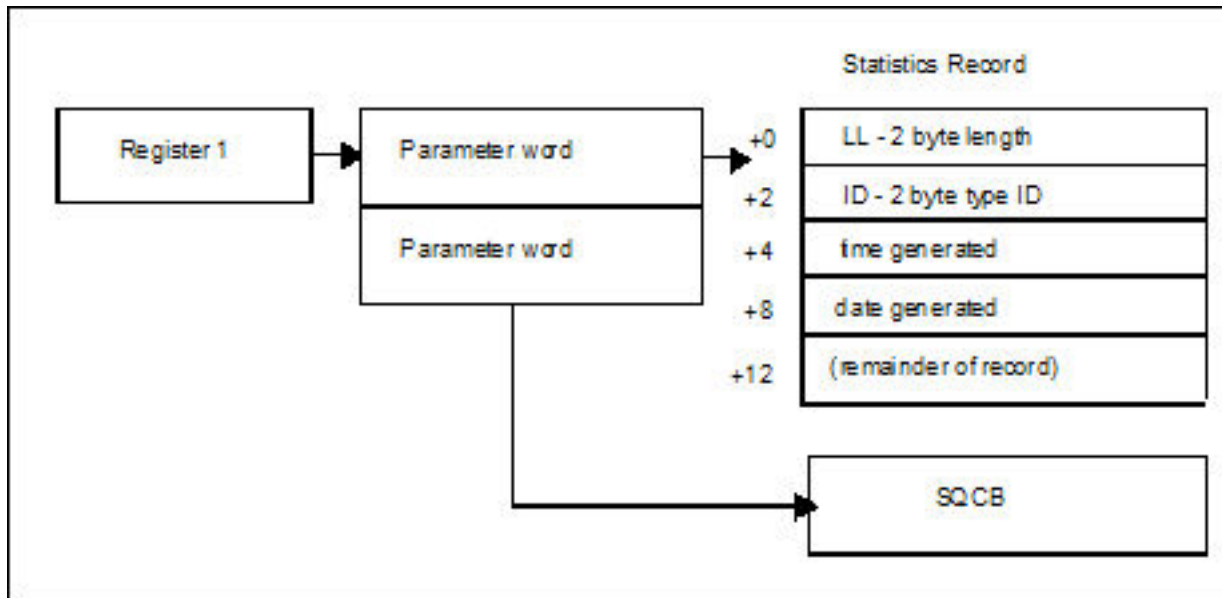 Statistics Record
Register 1
Parameter word
+0
LL - 2 byte length
+2
ID - 2 byte type ID
Parameter word
+4
time generated
+8
date generated
+12
(remainder of record)
SQCB